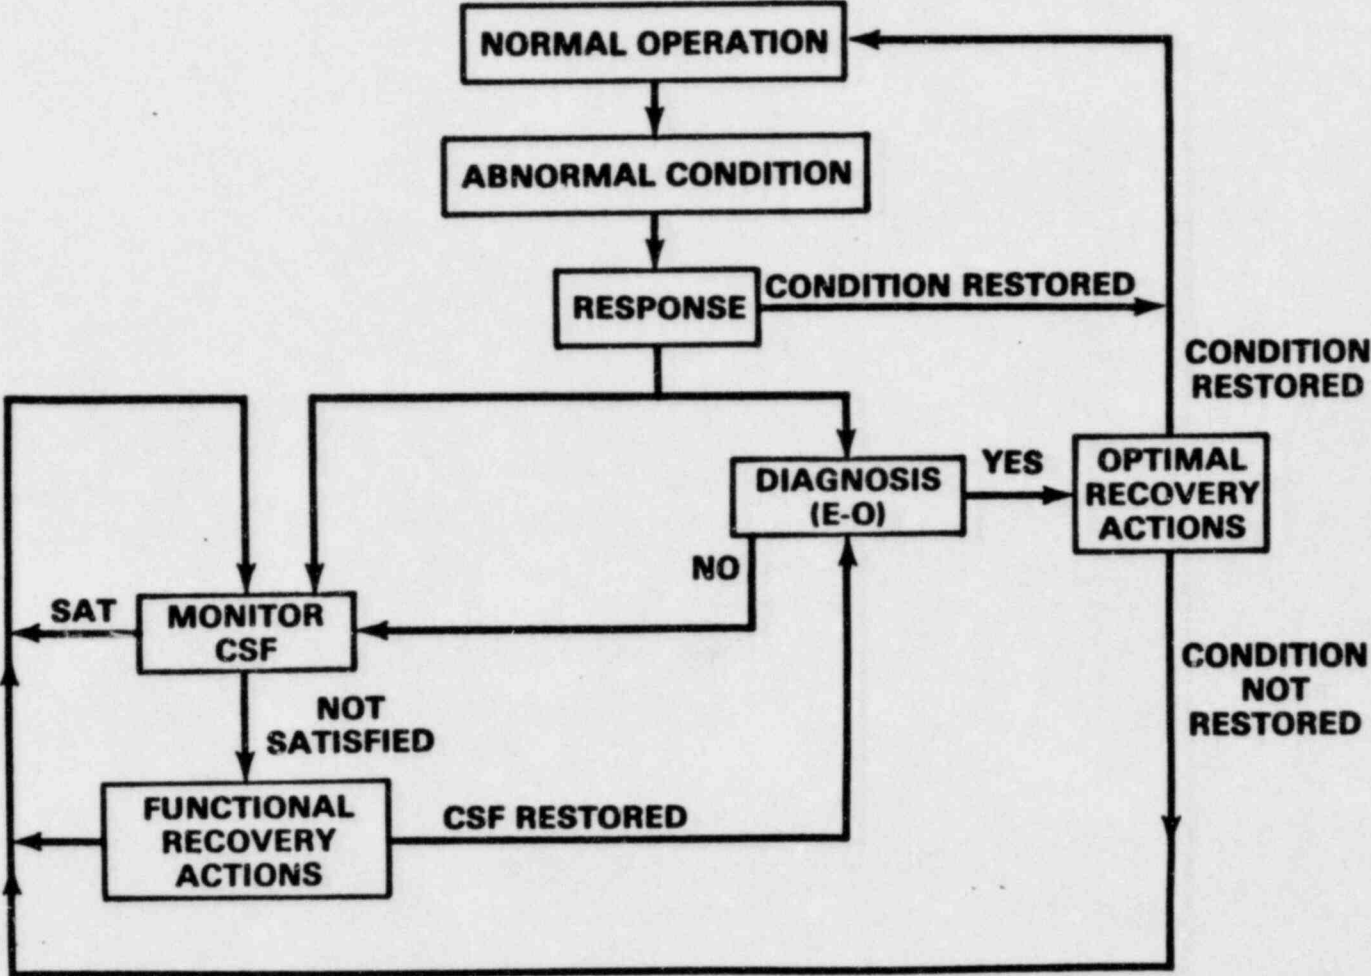 NORMAL OPERATION
ABNORMAL CONDITION
RESPONSE
CONDITION RESTORED
CONDITION
RESTORED
DIAGNOSIS
(E-O)
YES
OPTIMAL
RECOVERY
ACTIONS
NO
SAT
MONITOR
CSF
NOT
SATISFIED
CONDITION
NOT
RESTORED
FUNCTIONAL
RECOVERY
ACTIONS
CSF RESTORED